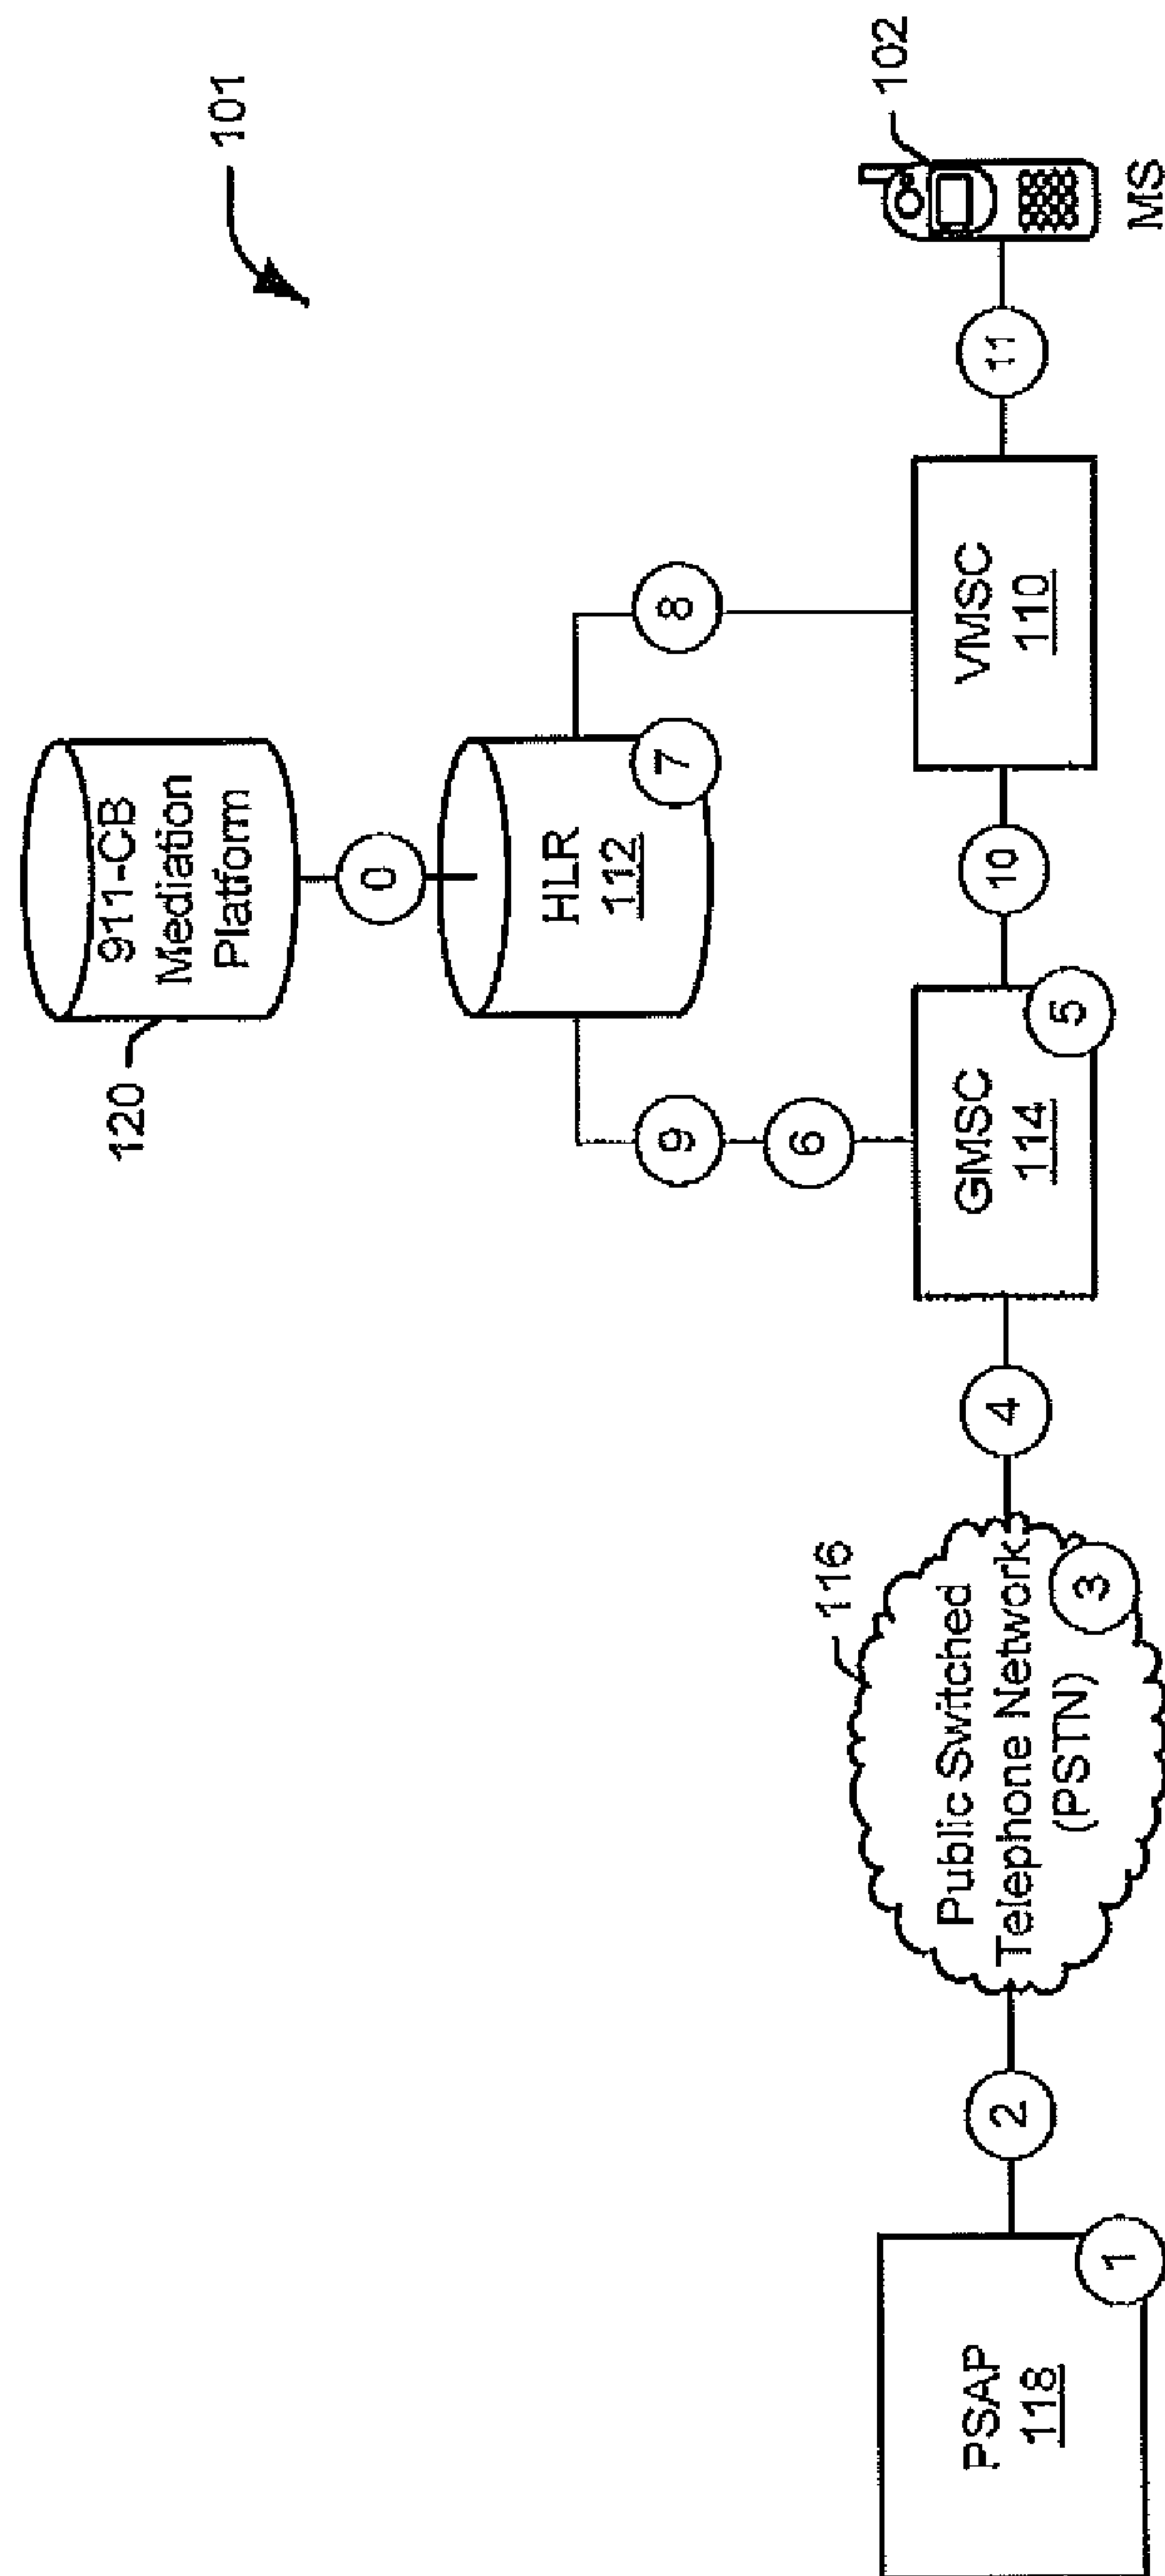 101
911-CB
Mediation
Platform
120
0
HLR
112
7
9
6
8
102
MS
PSAP
118
1
2
116
Public Switched
Telephone Network
(PSTN)
3
4
GMSC
114
5
10
VMSC
110
11